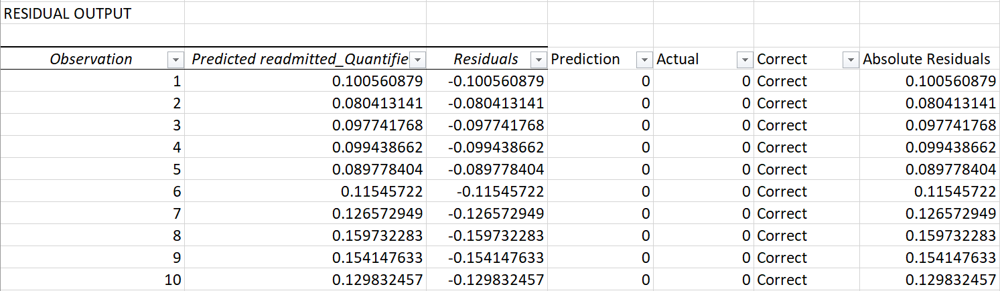 RESIDUAL OUTPUT
Observation Predicted readmitted_Quantifie Residuals Prediction Actual Correct Absolute Residuals
1 0.100560879 -0.100560879 0 0 Correct 0.100560879
2 0.080413141 -0.080413141 0 0 Correct 0.080413141
3 0.097741768 -0.097741768 0 0 Correct 0.097741768
4 0.099438662 -0.099438662 0 0 Correct 0.099438662
5 0.089778404 -0.089778404 0 0 Correct 0.089778404
6 0.11545722 -0.11545722 0 0 Correct 0.11545722
7 0.126572949 -0.126572949 0 0 Correct 0.126572949
8 0.159732283 -0.159732283 0 0 Correct 0.159732283
9 0.154147633 -0.154147633 0 0 Correct 0.154147633
10 0.129832457 -0.129832457 0 0 Correct 0.129832457